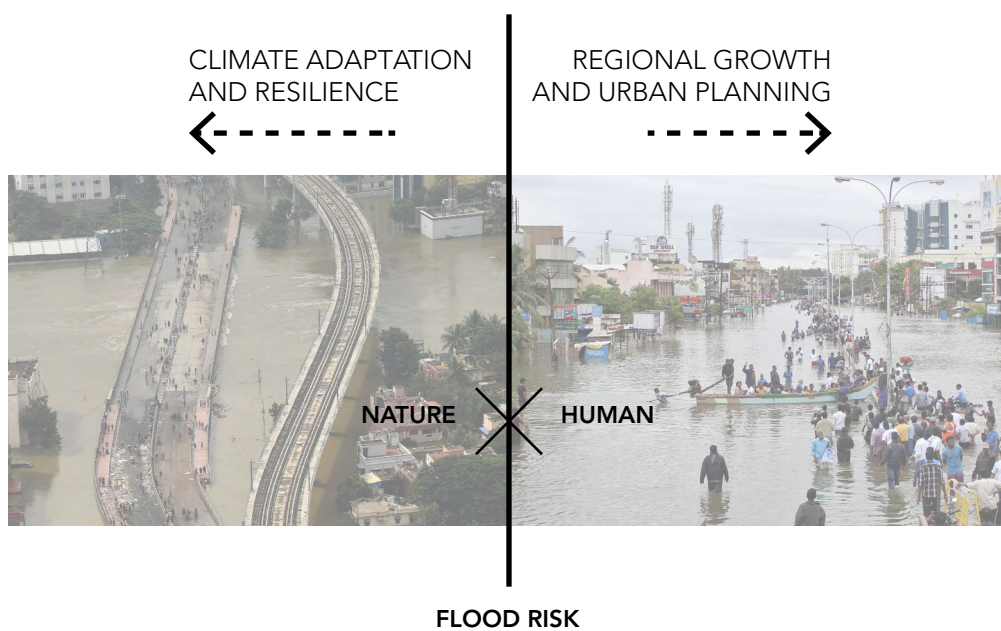 CLIMATE ADAPTATION
AND RESILIENCE
REGIONAL GROWTH
AND URBAN PLANNING
NATURE
HUMAN
FLOOD RISK